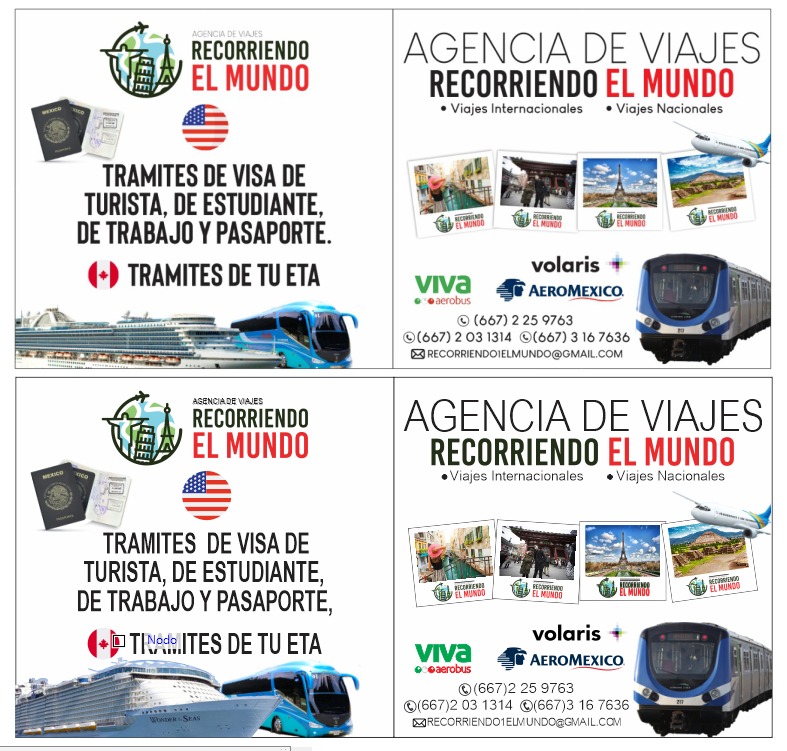 AGENCIA DE VIAJES
RECORRIENDO
EL MUNDO
MEXICO
TRAMITES DE VISA DE
TURISTA, DE ESTUDIANTE,
DE TRABAJO Y PASAPORTE.
TRAMITES DE TU ETA
AGENCIA DE VIAJES
RECORRIENDO EL MUNDO
• Viajes Internacionales • Viajes Nacionales
RECORRIENDO
EL MUNDO
RECORRIENDO
EL MUNDO
RECORRIENDO
EL MUNDO
RECORRIENDO
EL MUNDO
volaris
viva
aerobus
AEROMEXICO.
(667) 2 25 9763
(667) 2 03 1314 (667) 3 16 7636
RECORRIENDO1ELMUNDO@GMAIL.COM
217
AGENCIA DE VIAJES
RECORRIENDO
EL MUNDO
MEXICO
TRAMITES DE VISA DE
TURISTA, DE ESTUDIANTE,
DE TRABAJO Y PASAPORTE,
Nodo
TRAMITES DE TU ETA
WONDER OF THE SEAS
AGENCIA DE VIAJES
RECORRIENDO EL MUNDO
• Viajes Internacionales • Viajes Nacionales
RECORRIENDO
EL MUNDO
RECORRIENDO
EL MUNDO
RECORRIENDO
EL MUNDO
RECORRIENDO
EL MUNDO
volaris
viva
aerobus
AEROMEXICO.
(667)2 25 9763
(667)2 03 1314 (667)3 16 7636
RECORRIENDO1ELMUNDO@GMAIL.COM
217